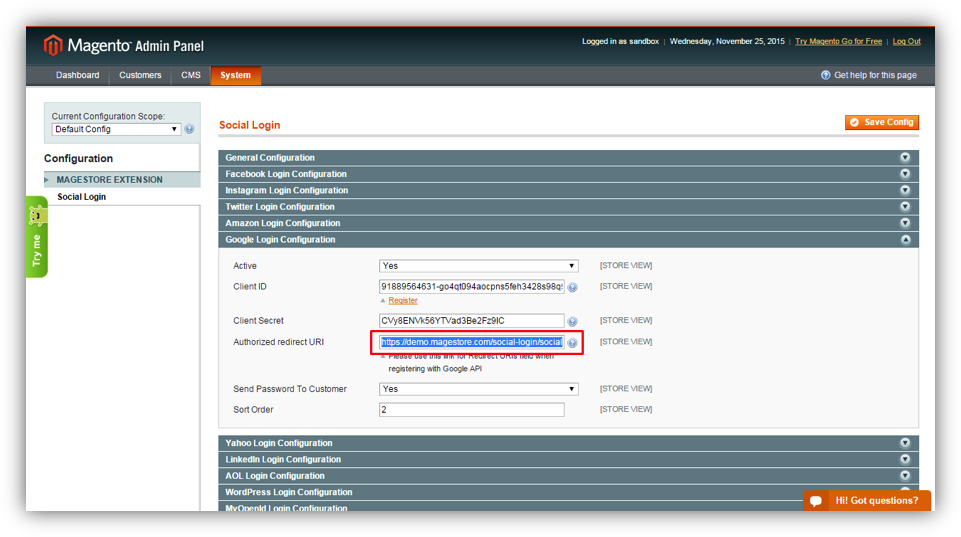 Magento Admin Panel
Logged in as sandbox | Wednesday, November 25, 2015 | Try Magento Go for Free | Log Out
Dashboard Customers CMS System Get help for this page
Current Configuration Scope:
Default Config
Social Login Save Config
Configuration
MAGESTORE EXTENSION
Social Login
Try me
General Configuration
Facebook Login Configuration
Instagram Login Configuration
Twitter Login Configuration
Amazon Login Configuration
Google Login Configuration
Active Yes [STORE VIEW]
Client ID 91889564631-go4qt094aocpns5feh3428s98q [STORE VIEW]
Register
Client Secret CVy8ENVk56YTVad3Be2Fz9IC [STORE VIEW]
Authorized redirect URI https://demo.magestore.com/social-login/social [STORE VIEW]
Please use this link for Redirect URIs field when
registering with Google API
Send Password To Customer Yes [STORE VIEW]
Sort Order 2 [STORE VIEW]
Yahoo Login Configuration
LinkedIn Login Configuration
AOL Login Configuration
WordPress Login Configuration
MyOpenId Login Configuration
Hi! Got questions?